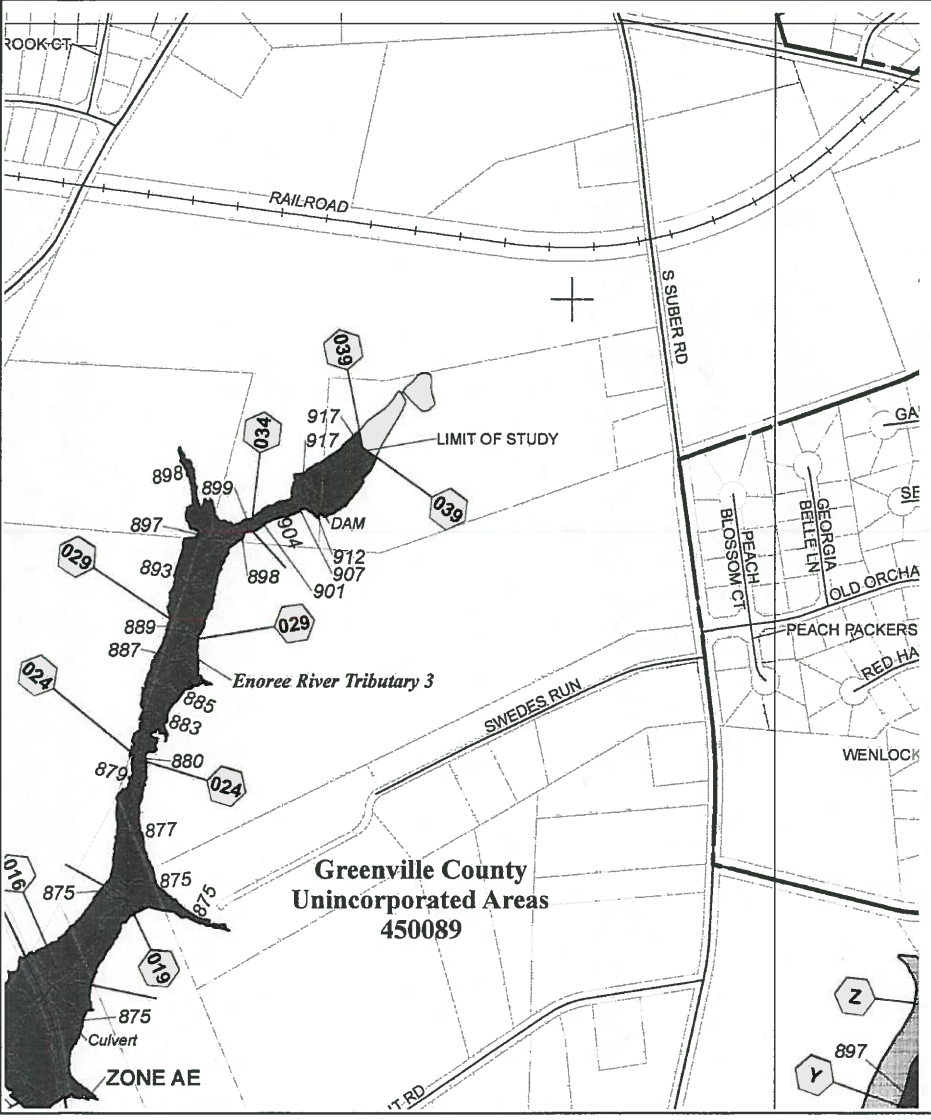 ROOK CT
RAILROAD
S SUBER RD
039
917
034
917
LIMIT OF STUDY
GA
898
899
SE
039
904
DAM
897
GEORGIA
BELLE LN
PEACH
BLOSSOM CT
029
912
893
898
907
OLD ORCHA
901
029
889
PEACH PACKERS
887
RED HA
024
Enoree River Tributary 3
885
SWEDES RUN
883
WENLOCK
880
879
024
877
016
Greenville County
Unincorporated Areas
450089
875
875
875
019
Z
875
Culvert
897
ZONE AE
Y
T RD